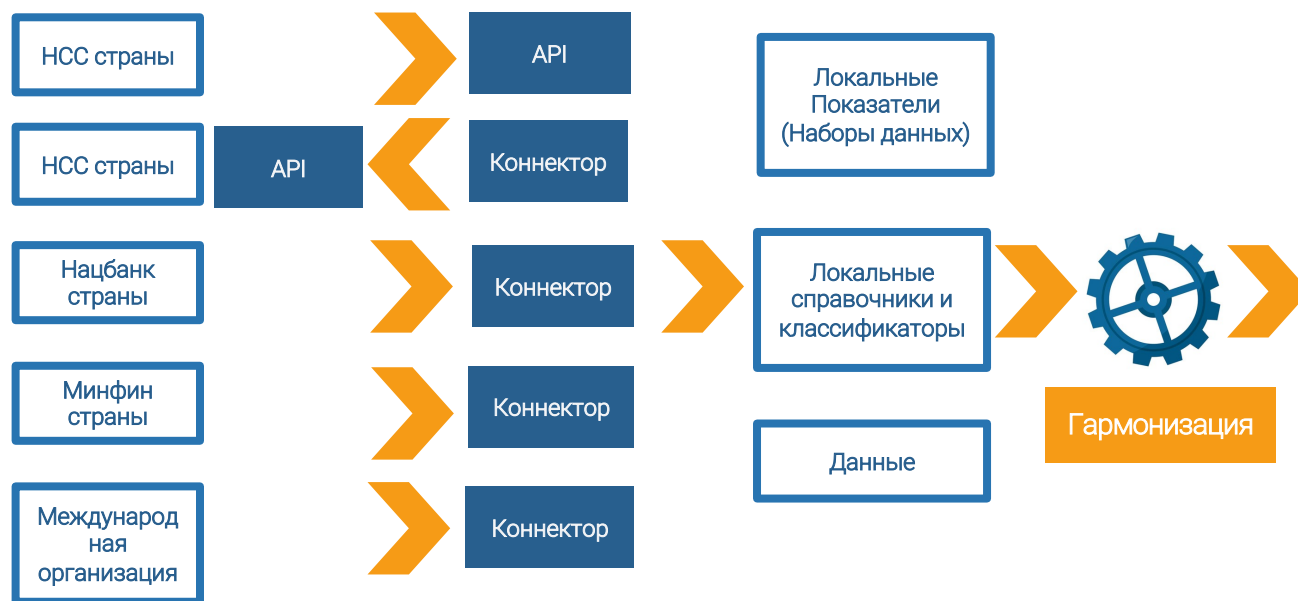 НСС страны
API
НСС страны
API
Коннектор
Нацбанк
страны
Коннектор
Минфин
страны
Коннектор
Международ
ная
организация
Коннектор
Локальные
Показатели
(Наборы данных)
Локальные
справочники и
классификаторы
Данные
Гармонизация